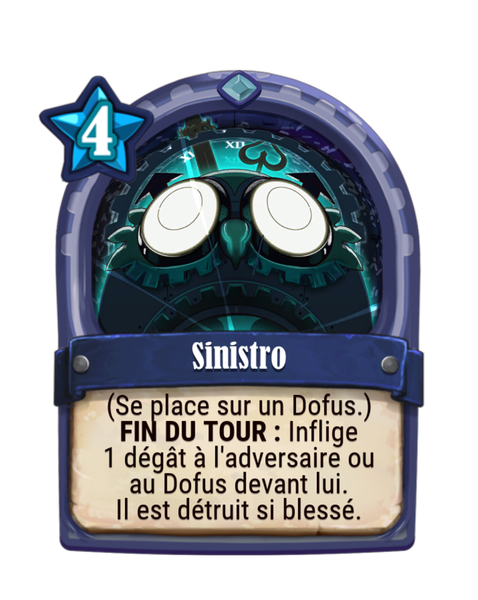 4
XII
Sinistro
(Se place sur un Dofus.)
FIN DU TOUR : Inflige
1 dégât à l'adversaire ou
au Dofus devant lui.
Il est détruit si blessé.